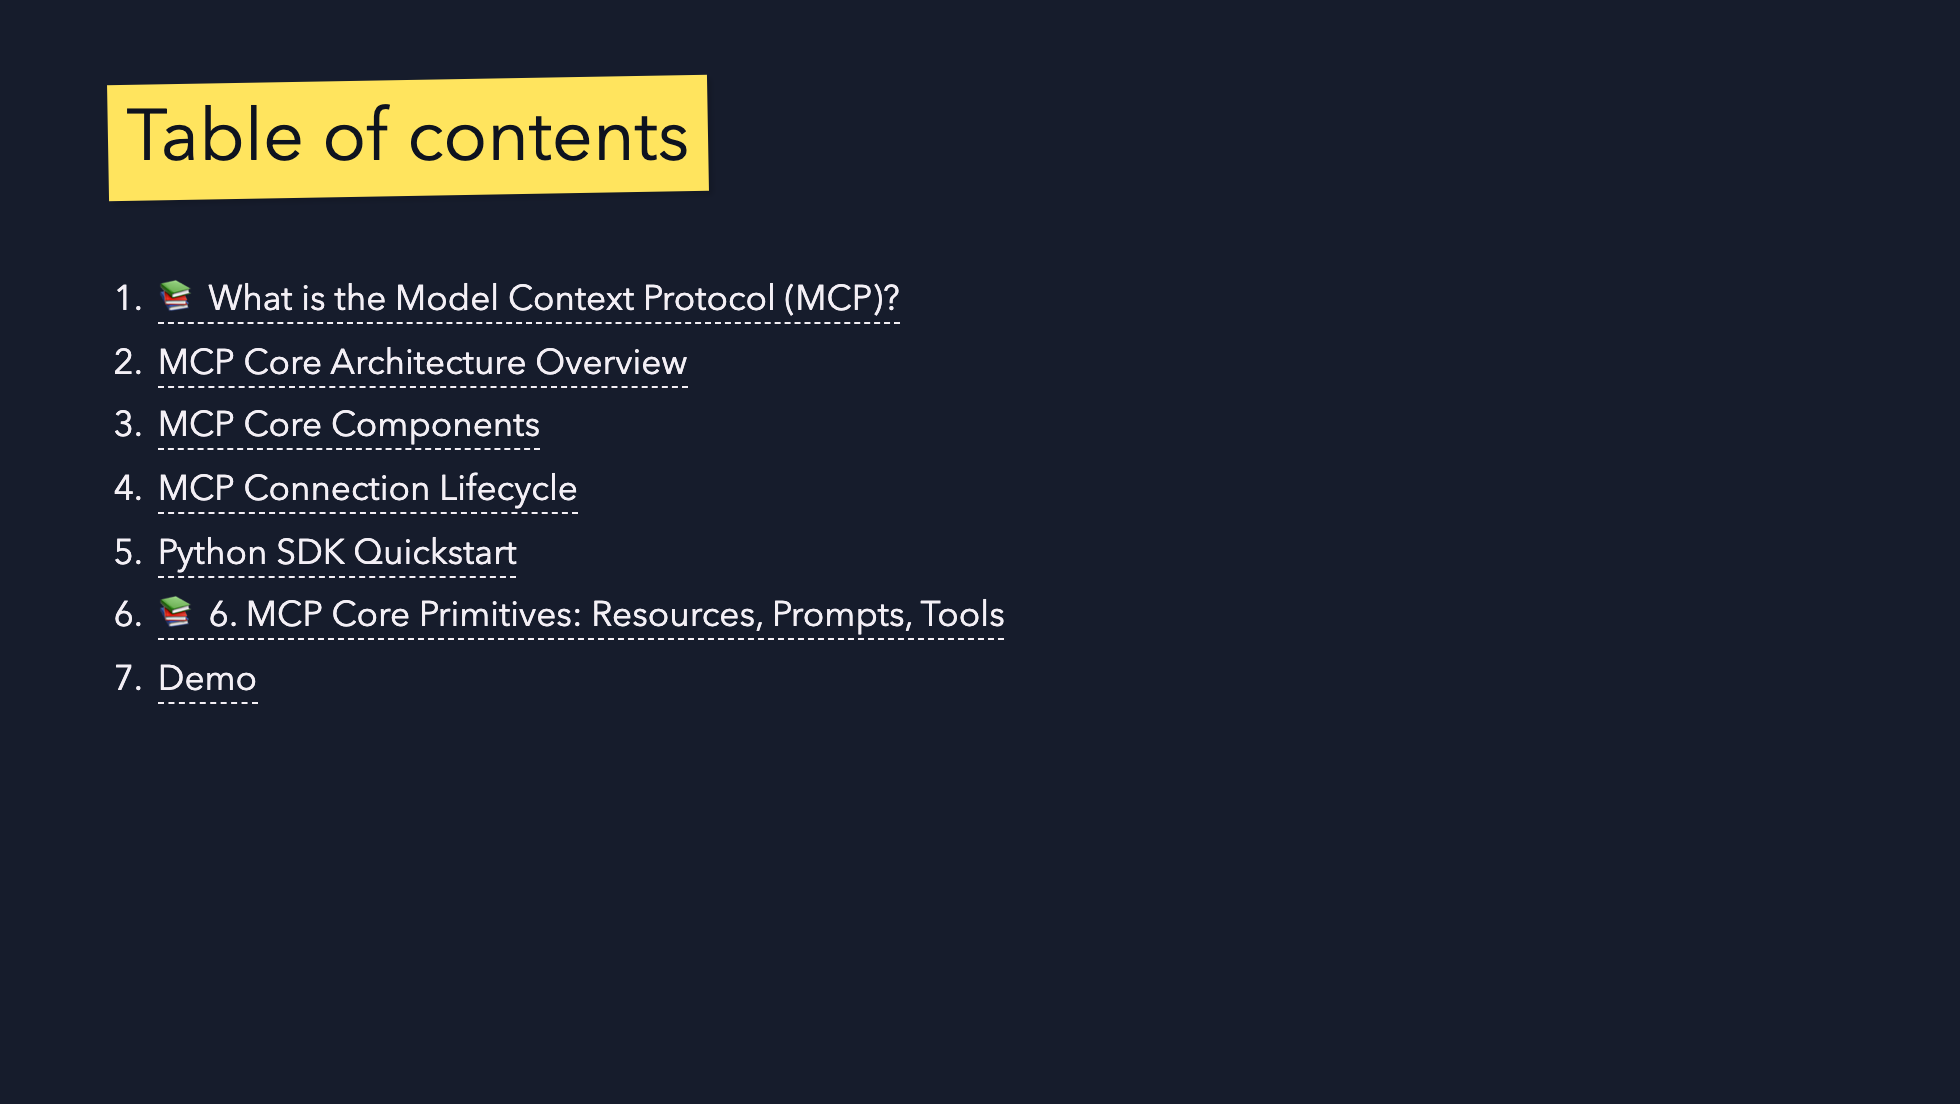 Table of contents
1. 📚 What is the Model Context Protocol (MCP)?
2. MCP Core Architecture Overview
3. MCP Core Components
4. MCP Connection Lifecycle
5. Python SDK Quickstart
6. 📚 6. MCP Core Primitives: Resources, Prompts, Tools
7. Demo